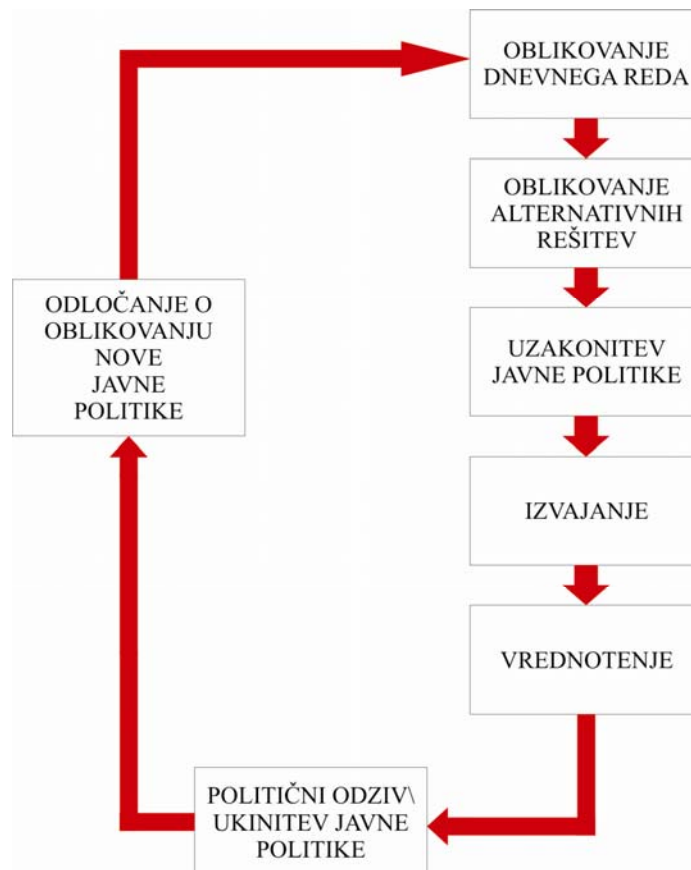 OBLIKOVANJE
DNEVNEGA REDA
OBLIKOVANJE
ALTERNATIVNIH
REŠITEV
UZAKONITEV
JAVNE POLITIKE
IZVAJANJE
VREDNOTENJE
POLITIČNI ODZIV\
UKINITEV JAVNE
POLITIKE
ODLOČANJE O
OBLIKOVANJU
NOVE
JAVNE
POLITIKE